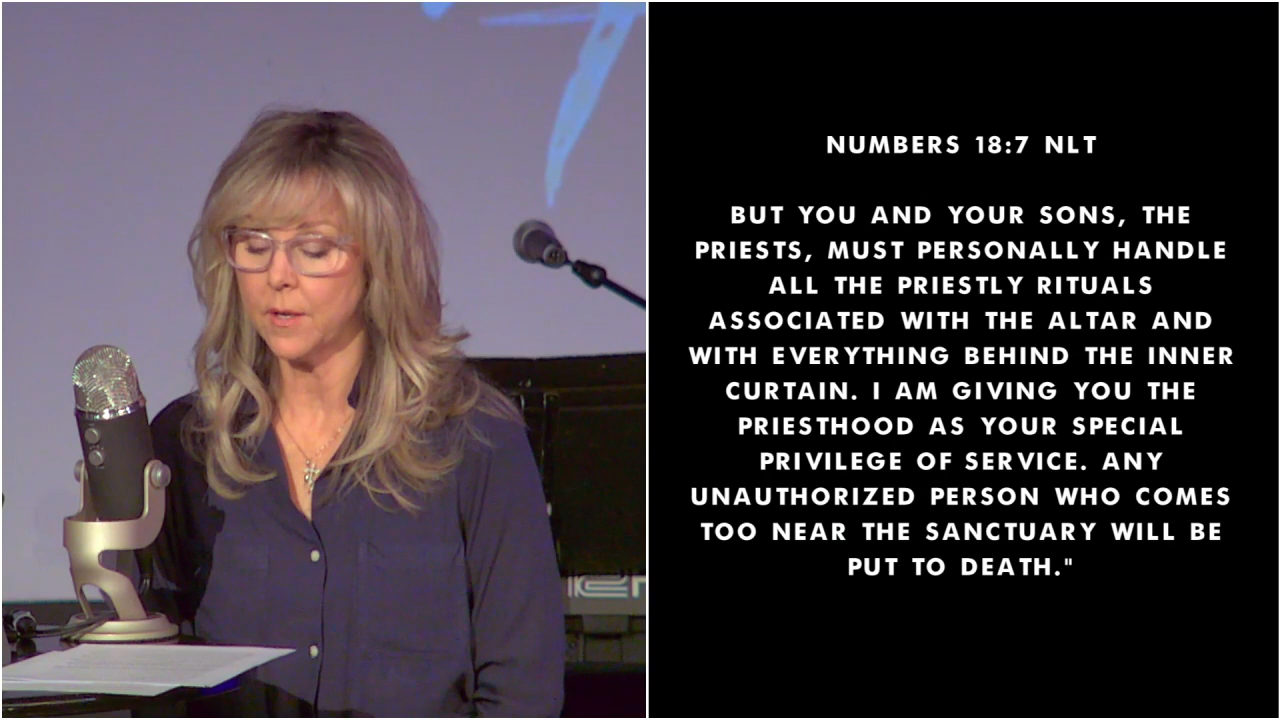 NUMBERS 18:7 NLT
BUT YOU AND YOUR SONS, THE
PRIESTS, MUST PERSONALLY HANDLE
ALL THE PRIESTLY RITUALS
ASSOCIATED WITH THE ALTAR AND
WITH EVERYTHING BEHIND THE INNER
CURTAIN. I AM GIVING YOU THE
PRIESTHOOD AS YOUR SPECIAL
PRIVILEGE OF SERVICE. ANY
UNAUTHORIZED PERSON WHO COMES
TOO NEAR THE SANCTUARY WILL BE
PUT TO DEATH."